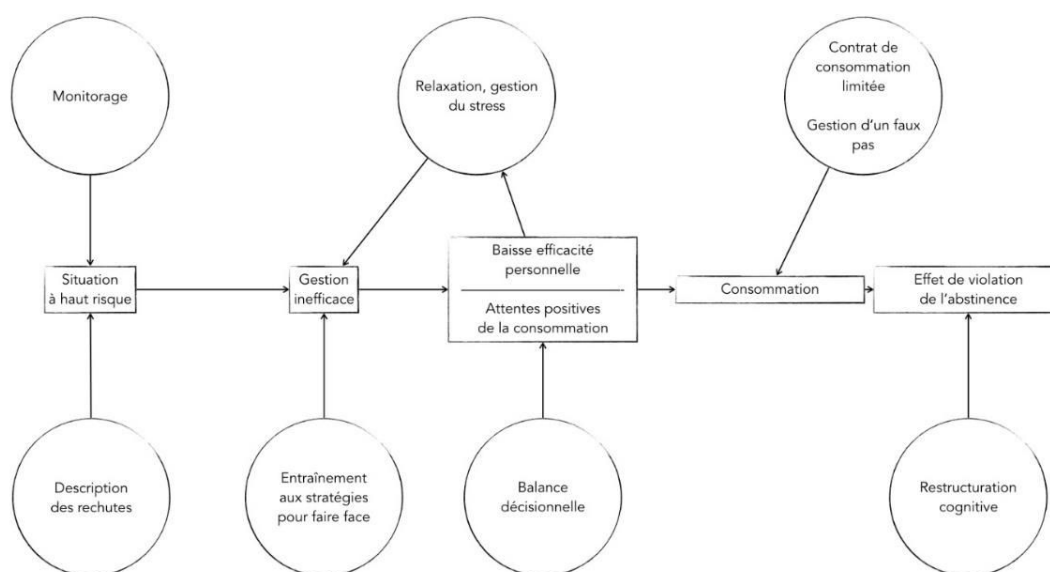 Monitorage
Relaxation, gestion
du stress
Contrat de
consommation
limitée
Gestion d'un faux
pas
Situation
à haut risque
Gestion
inefficace
Baisse efficacité
personnelle
Attentes positives
de la consommation
Consommation
Effet de violation
de l'abstinence
Description
des rechutes
Entraînement
aux stratégies
pour faire face
Balance
décisionnelle
Restructuration
cognitive